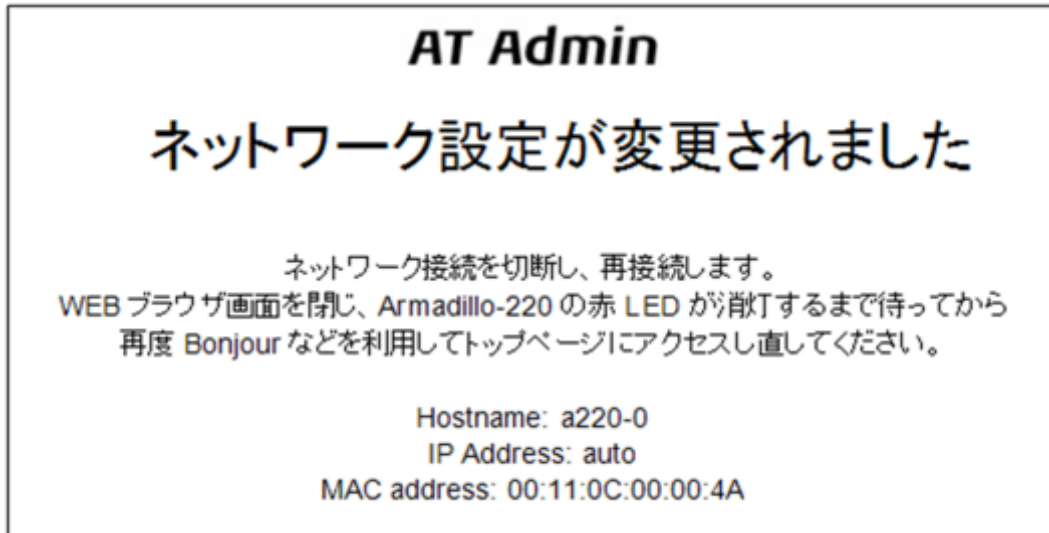 AT Admin
ネットワーク設定が変更されました
ネットワーク接続を切断し、再接続します。
WEB ブラウザ画面を閉じ、Armadillo-220 の赤 LED が消灯するまで待ってから
再度 Bonjour などを利用してトップページにアクセスし直してください。
Hostname: a220-0
IP Address: auto
MAC address: 00:11:0C:00:00:4A